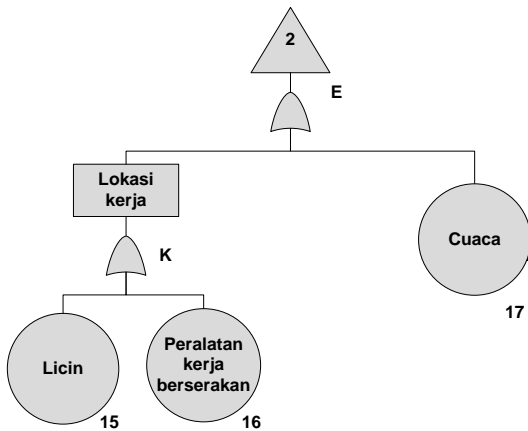 2
E
Lokasi
kerja
Cuaca
K
17
Licin
Peralatan
kerja
berserakan
15
16